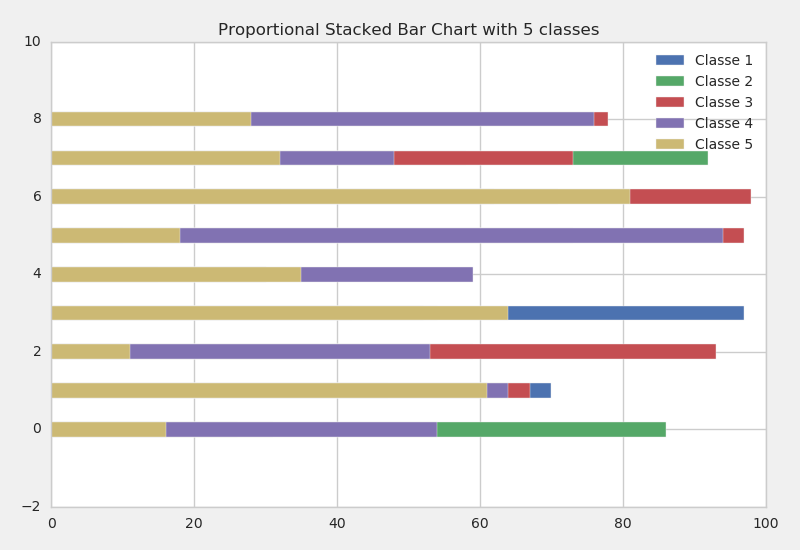 Proportional Stacked Bar Chart with 5 classes
10
8
6
4
2
0
−2
0 20 40 60 80 100
Classe 1
Classe 2
Classe 3
Classe 4
Classe 5